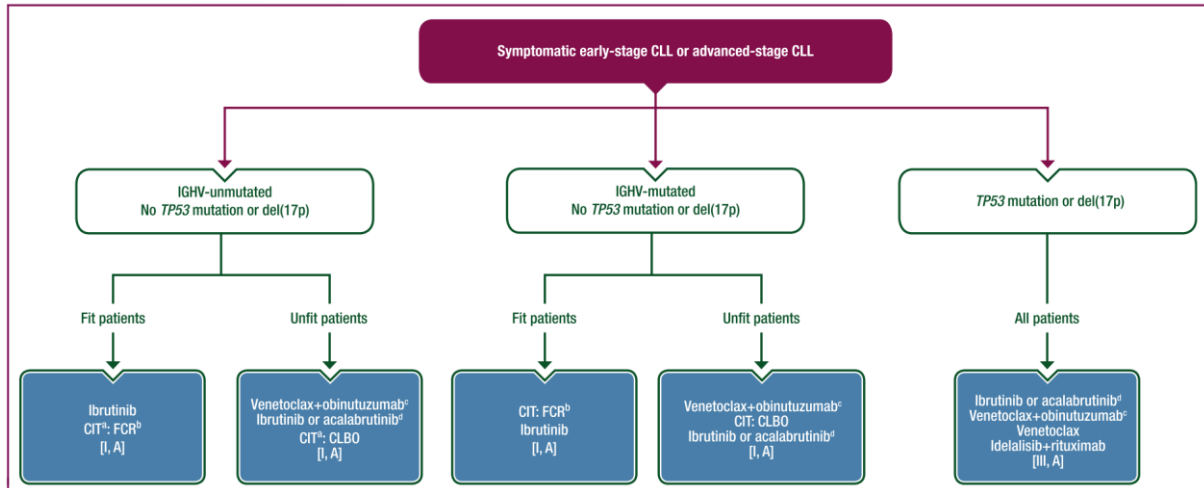 Symptomatic early-stage CLL or advanced-stage CLL
IGHV-unmutated
No TP53 mutation or del(17p)
IGHV-mutated
No TP53 mutation or del(17p)
TP53 mutation or del(17p)
Fit patients
Unfit patients
Fit patients
Unfit patients
All patients
Ibrutinib
CITᵃ: FCRᵇ
[I, A]
Venetoclax+obinutuzumabᶜ
Ibrutinib or acalabrutinibᵈ
CITᵃ: CLBO
[I, A]
CIT: FCRᵇ
Ibrutinib
[I, A]
Venetoclax+obinutuzumabᶜ
CIT: CLBO
Ibrutinib or acalabrutinibᵈ
[I, A]
Ibrutinib or acalabrutinibᵈ
Venetoclax+obinutuzumabᶜ
Venetoclax
Idelalisib+rituximab
[III, A]